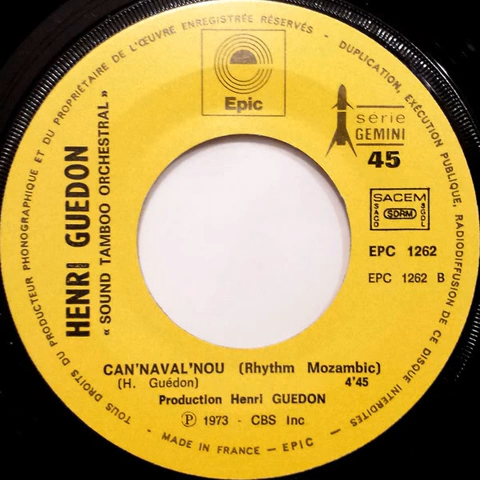 TOUS DROITS DU PRODUCTEUR PHONOGRAPHIQUE ET DU PROPRIÉTAIRE DE L'ŒUVRE ENREGISTRÉE RÉSERVÉS - DUPLICATION, EXÉCUTION PUBLIQUE, RADIODIFFUSION DE CE DISQUE INTERDITES
Epic
série
GEMINI
45
SACEM
SACD
SDRM
SGDL
EPC 1262
EPC 1262 B
HENRI GUEDON
« SOUND TAMBOO ORCHESTRAL »
CAN'NAVAL'NOU (Rhythm Mozambic)
(H. Guédon) 4'45
Production Henri GUEDON
Ⓟ 1973 - CBS Inc
• MADE IN FRANCE - EPIC •